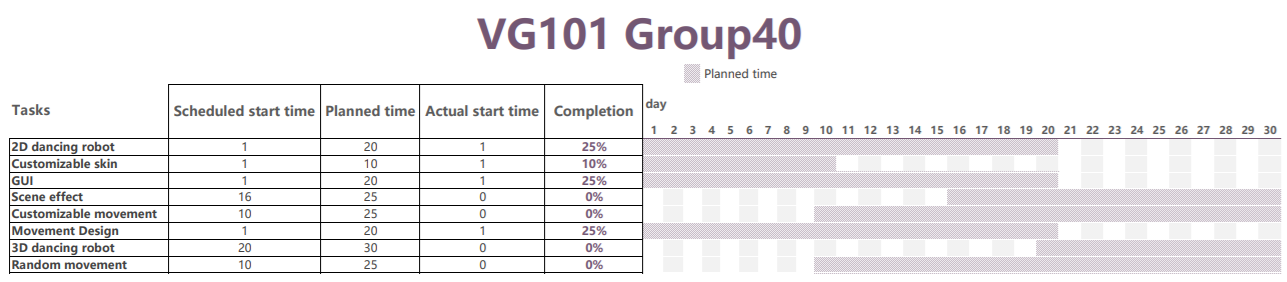 VG101 Group40
Planned time
Tasks Scheduled start time Planned time Actual start time Completion day
1 2 3 4 5 6 7 8 9 10 11 12 13 14 15 16 17 18 19 20 21 22 23 24 25 26 27 28 29 30
2D dancing robot 1 20 1 25%
Customizable skin 1 10 1 10%
GUI 1 20 1 25%
Scene effect 16 25 0 0%
Customizable movement 10 25 0 0%
Movement Design 1 20 1 25%
3D dancing robot 20 30 0 0%
Random movement 10 25 0 0%